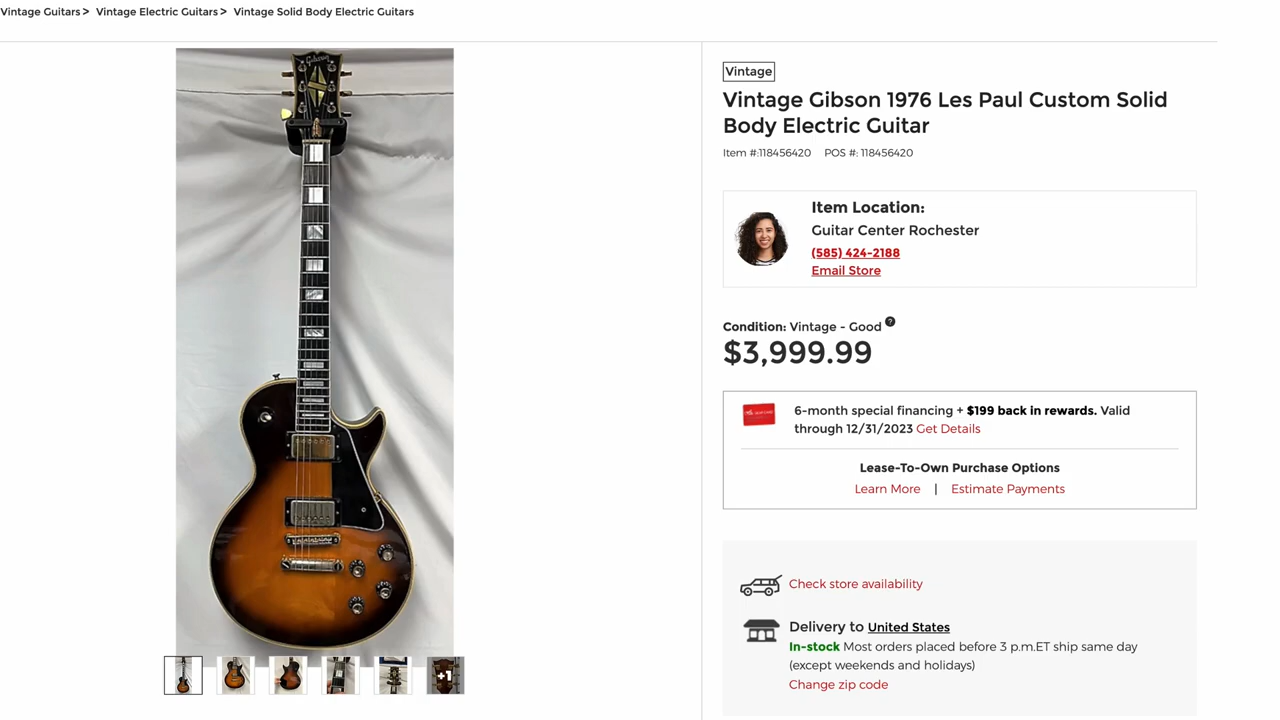 Vintage Guitars > Vintage Electric Guitars > Vintage Solid Body Electric Guitars
Gibson
+1
Vintage
Vintage Gibson 1976 Les Paul Custom Solid
Body Electric Guitar
Item #:118456420 POS #: 118456420
Item Location:
Guitar Center Rochester
(585) 424-2188
Email Store
Condition: Vintage - Good ?
$3,999.99
6-month special financing + $199 back in rewards. Valid
through 12/31/2023 Get Details
Lease-To-Own Purchase Options
Learn More | Estimate Payments
Check store availability
Delivery to United States
In-stock Most orders placed before 3 p.m.ET ship same day
(except weekends and holidays)
Change zip code